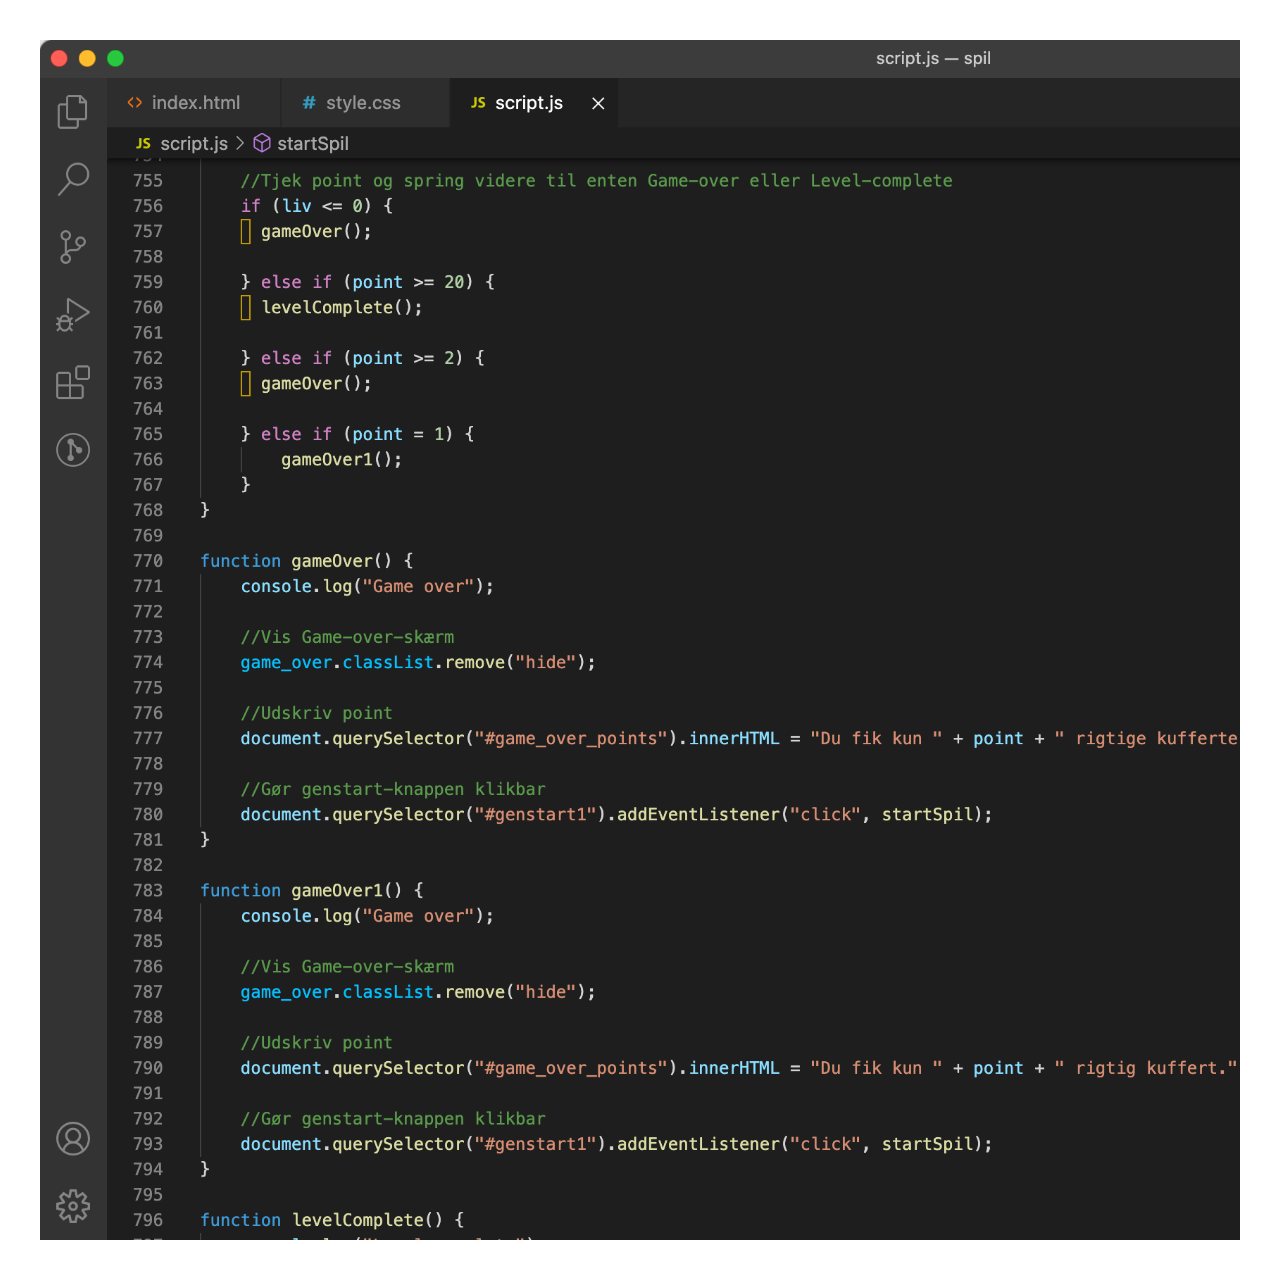 script.js — spil
index.html
# style.css
JS script.js ×
JS script.js > startSpil
755 //Tjek point og spring videre til enten Game-over eller Level-complete
756 if (liv <= 0) {
757 gameOver();
758
759 } else if (point >= 20) {
760 levelComplete();
761
762 } else if (point >= 2) {
763 gameOver();
764
765 } else if (point = 1) {
766 gameOver1();
767 }
768 }
769
770 function gameOver() {
771 console.log("Game over");
772
773 //Vis Game-over-skærm
774 game_over.classList.remove("hide");
775
776 //Udskriv point
777 document.querySelector("#game_over_points").innerHTML = "Du fik kun " + point + " rigtige kufferte
778
779 //Gør genstart-knappen klikbar
780 document.querySelector("#genstart1").addEventListener("click", startSpil);
781 }
782
783 function gameOver1() {
784 console.log("Game over");
785
786 //Vis Game-over-skærm
787 game_over.classList.remove("hide");
788
789 //Udskriv point
790 document.querySelector("#game_over_points").innerHTML = "Du fik kun " + point + " rigtig kuffert."
791
792 //Gør genstart-knappen klikbar
793 document.querySelector("#genstart1").addEventListener("click", startSpil);
794 }
795
796 function levelComplete() {